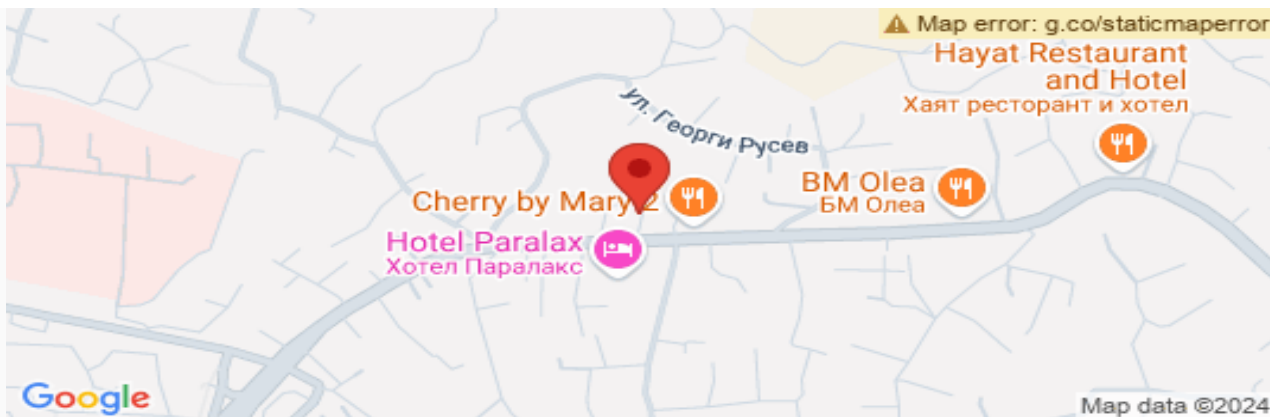 Map error: g.co/staticmaperror
Hayat Restaurant
and Hotel
Хаят ресторант и хотел
Ул. Георги Русев
BM Olea
БМ Олеа
Cherry by Mary 2
Hotel Paralax
Хотел Паралакс
Google
Map data ©2024